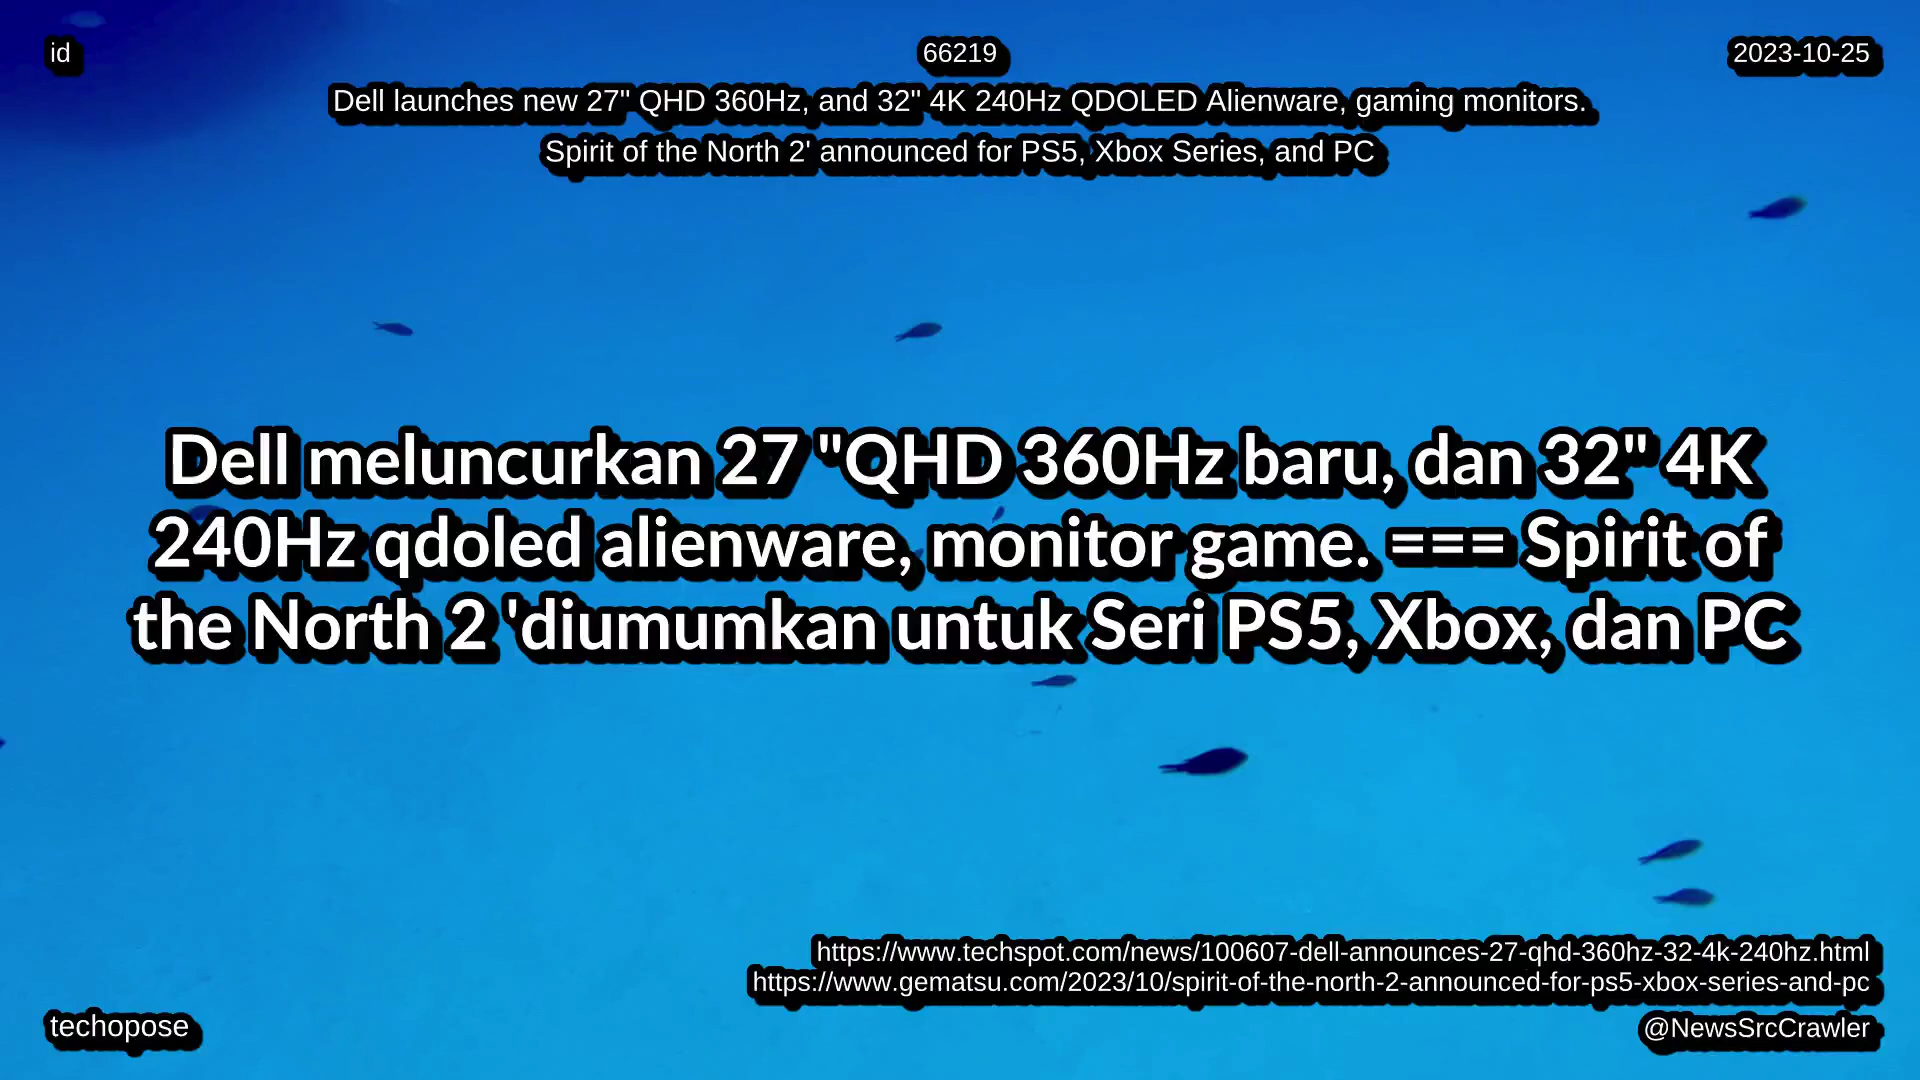 id
66219
2023-10-25
Dell launches new 27" QHD 360Hz, and 32" 4K 240Hz QDOLED Alienware, gaming monitors.
Spirit of the North 2' announced for PS5, Xbox Series, and PC
Dell meluncurkan 27 "QHD 360Hz baru, dan 32" 4K
240Hz qdoled alienware, monitor game. === Spirit of
the North 2 'diumumkan untuk Seri PS5, Xbox, dan PC
https://www.techspot.com/news/100607-dell-announces-27-qhd-360hz-32-4k-240hz.html
https://www.gematsu.com/2023/10/spirit-of-the-north-2-announced-for-ps5-xbox-series-and-pc
techopose
@NewsSrcCrawler